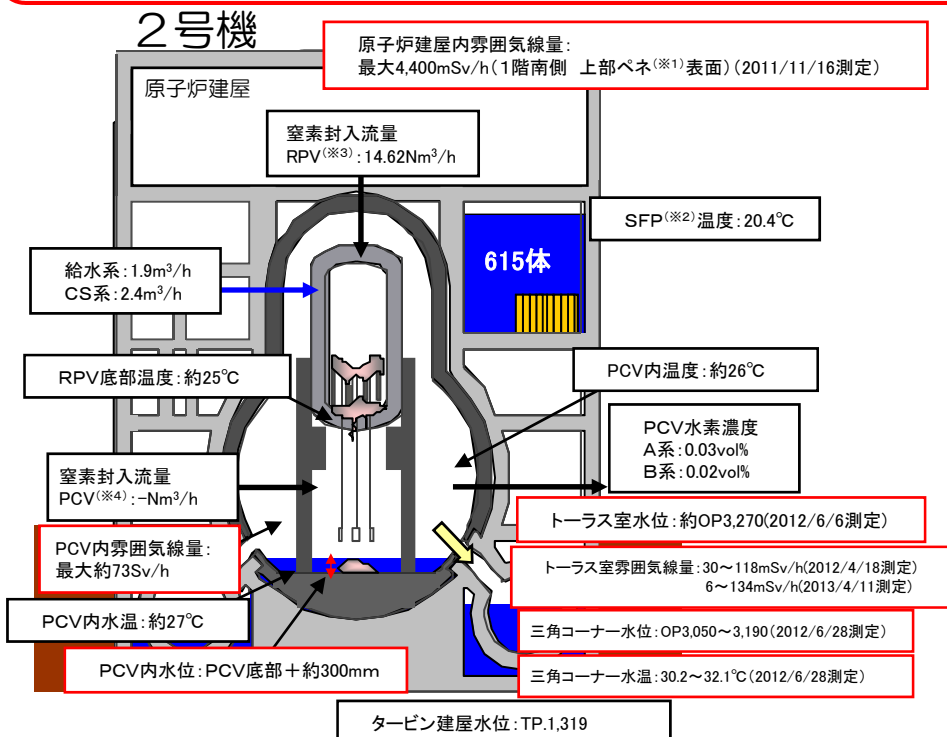 2号機
原子炉建屋内雰囲気線量:
最大4,400mSv/h(1階南側 上部ペネ(※1)表面)(2011/11/16測定)
原子炉建屋
窒素封入流量
RPV(※3):14.62Nm3/h
SFP(※2)温度:20.4℃
615体
給水系:1.9m3/h
CS系:2.4m3/h
RPV底部温度:約25℃
PCV内温度:約26℃
PCV水素濃度
A系:0.03vol%
B系:0.02vol%
窒素封入流量
PCV(※4):-Nm3/h
トーラス室水位:約OP3,270(2012/6/6測定)
PCV内雰囲気線量:
最大約73Sv/h
トーラス室雰囲気線量:30~118mSv/h(2012/4/18測定)
6~134mSv/h(2013/4/11測定)
PCV内水温:約27℃
三角コーナー水位:OP3,050~3,190(2012/6/28測定)
PCV内水位:PCV底部+約300mm
三角コーナー水温:30.2~32.1℃(2012/6/28測定)
タービン建屋水位:TP.1,319